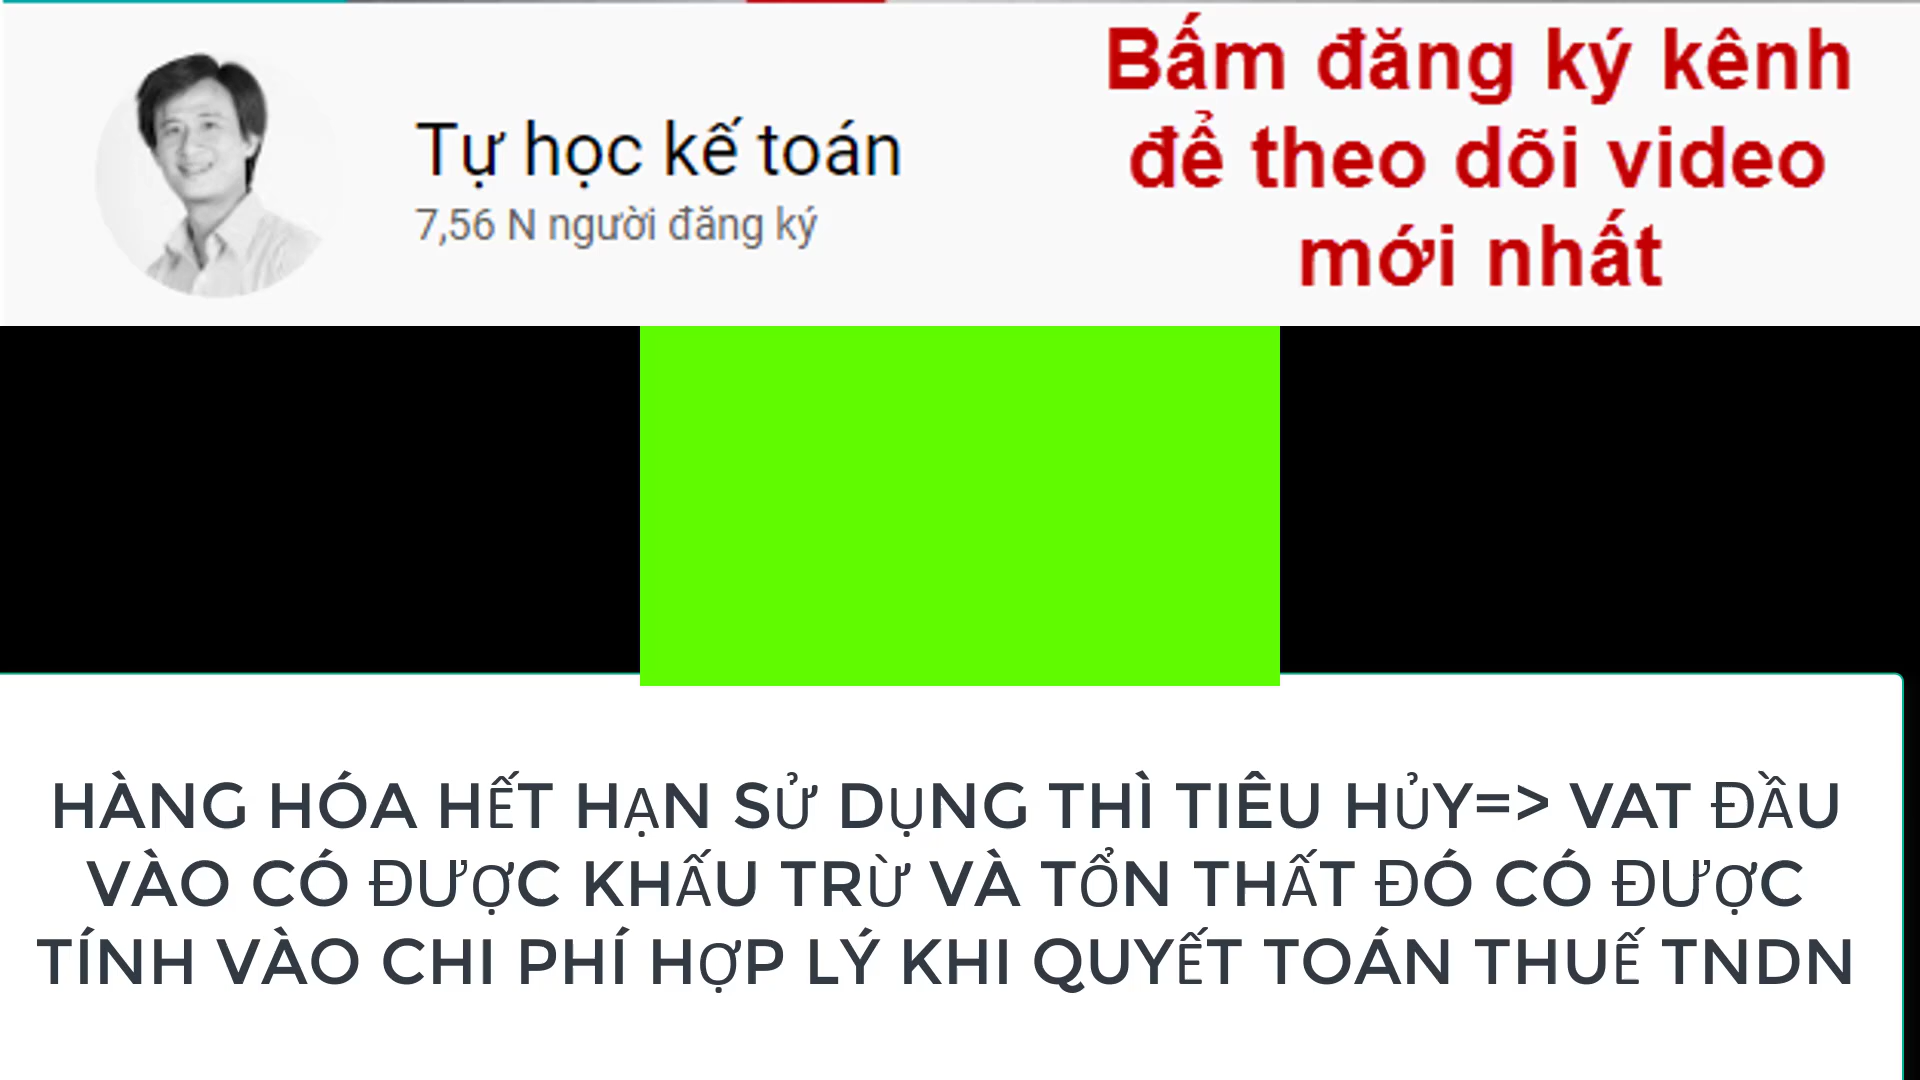 Tự học kế toán
7,56 N người đăng ký
Bấm đăng ký kênh
để theo dõi video
mới nhất
HÀNG HÓA HẾT HẠN SỬ DỤNG THÌ TIÊU HỦY=> VAT ĐẦU
VÀO CÓ ĐƯỢC KHẤU TRỪ VÀ TỔN THẤT ĐÓ CÓ ĐƯỢC
TÍNH VÀO CHI PHÍ HỢP LÝ KHI QUYẾT TOÁN THUẾ TNDN